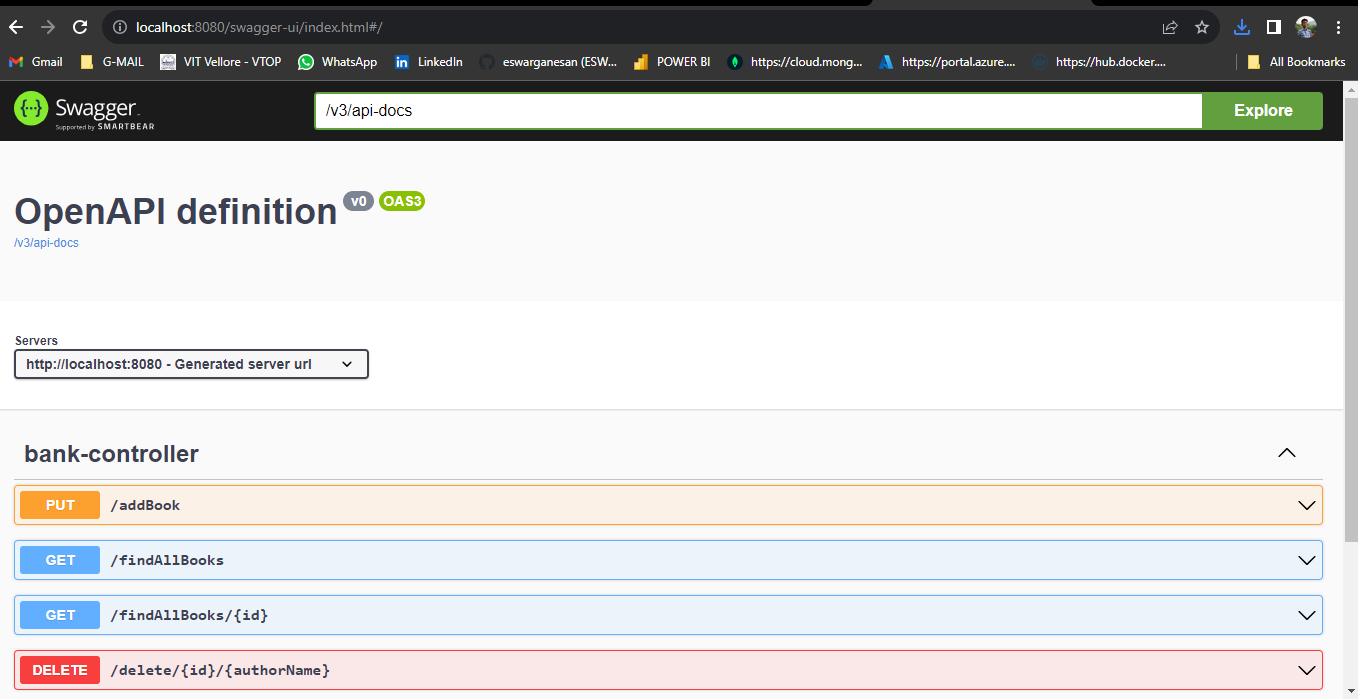 localhost:8080/swagger-ui/index.html#/
Gmail G-MAIL VIT Vellore - VTOP WhatsApp LinkedIn eswarganesan (ESW... POWER BI https://cloud.mong... https://portal.azure.... https://hub.docker.... All Bookmarks
Swagger.
Supported by SMARTBEAR
/v3/api-docs
Explore
OpenAPI definition v0 OAS3
/v3/api-docs
Servers
http://localhost:8080 - Generated server url
bank-controller
PUT /addBook
GET /findAllBooks
GET /findAllBooks/{id}
DELETE /delete/{id}/{authorName}